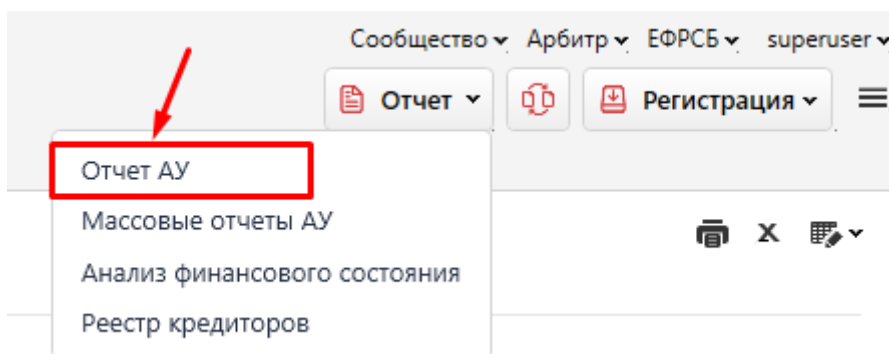 Сообщество Арбитр ЕФРСБ superuser
Отчет Регистрация
Отчет АУ
Массовые отчеты АУ
X
Анализ финансового состояния
Реестр кредиторов